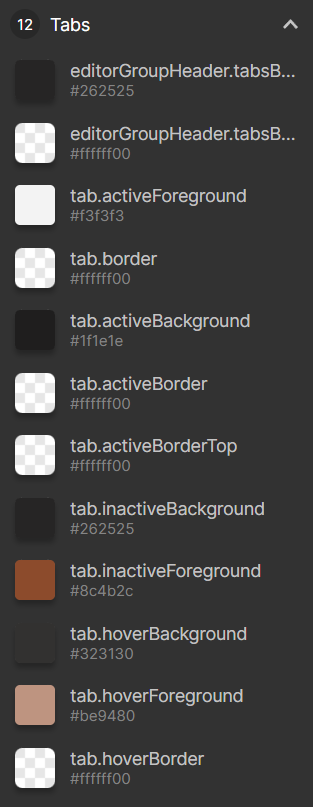 12 Tabs
editorGroupHeader.tabsB...
#262525
editorGroupHeader.tabsB...
#ffffff00
tab.activeForeground
#f3f3f3
tab.border
#ffffff00
tab.activeBackground
#1f1e1e
tab.activeBorder
#ffffff00
tab.activeBorderTop
#ffffff00
tab.inactiveBackground
#262525
tab.inactiveForeground
#8c4b2c
tab.hoverBackground
#323130
tab.hoverForeground
#be9480
tab.hoverBorder
#ffffff00